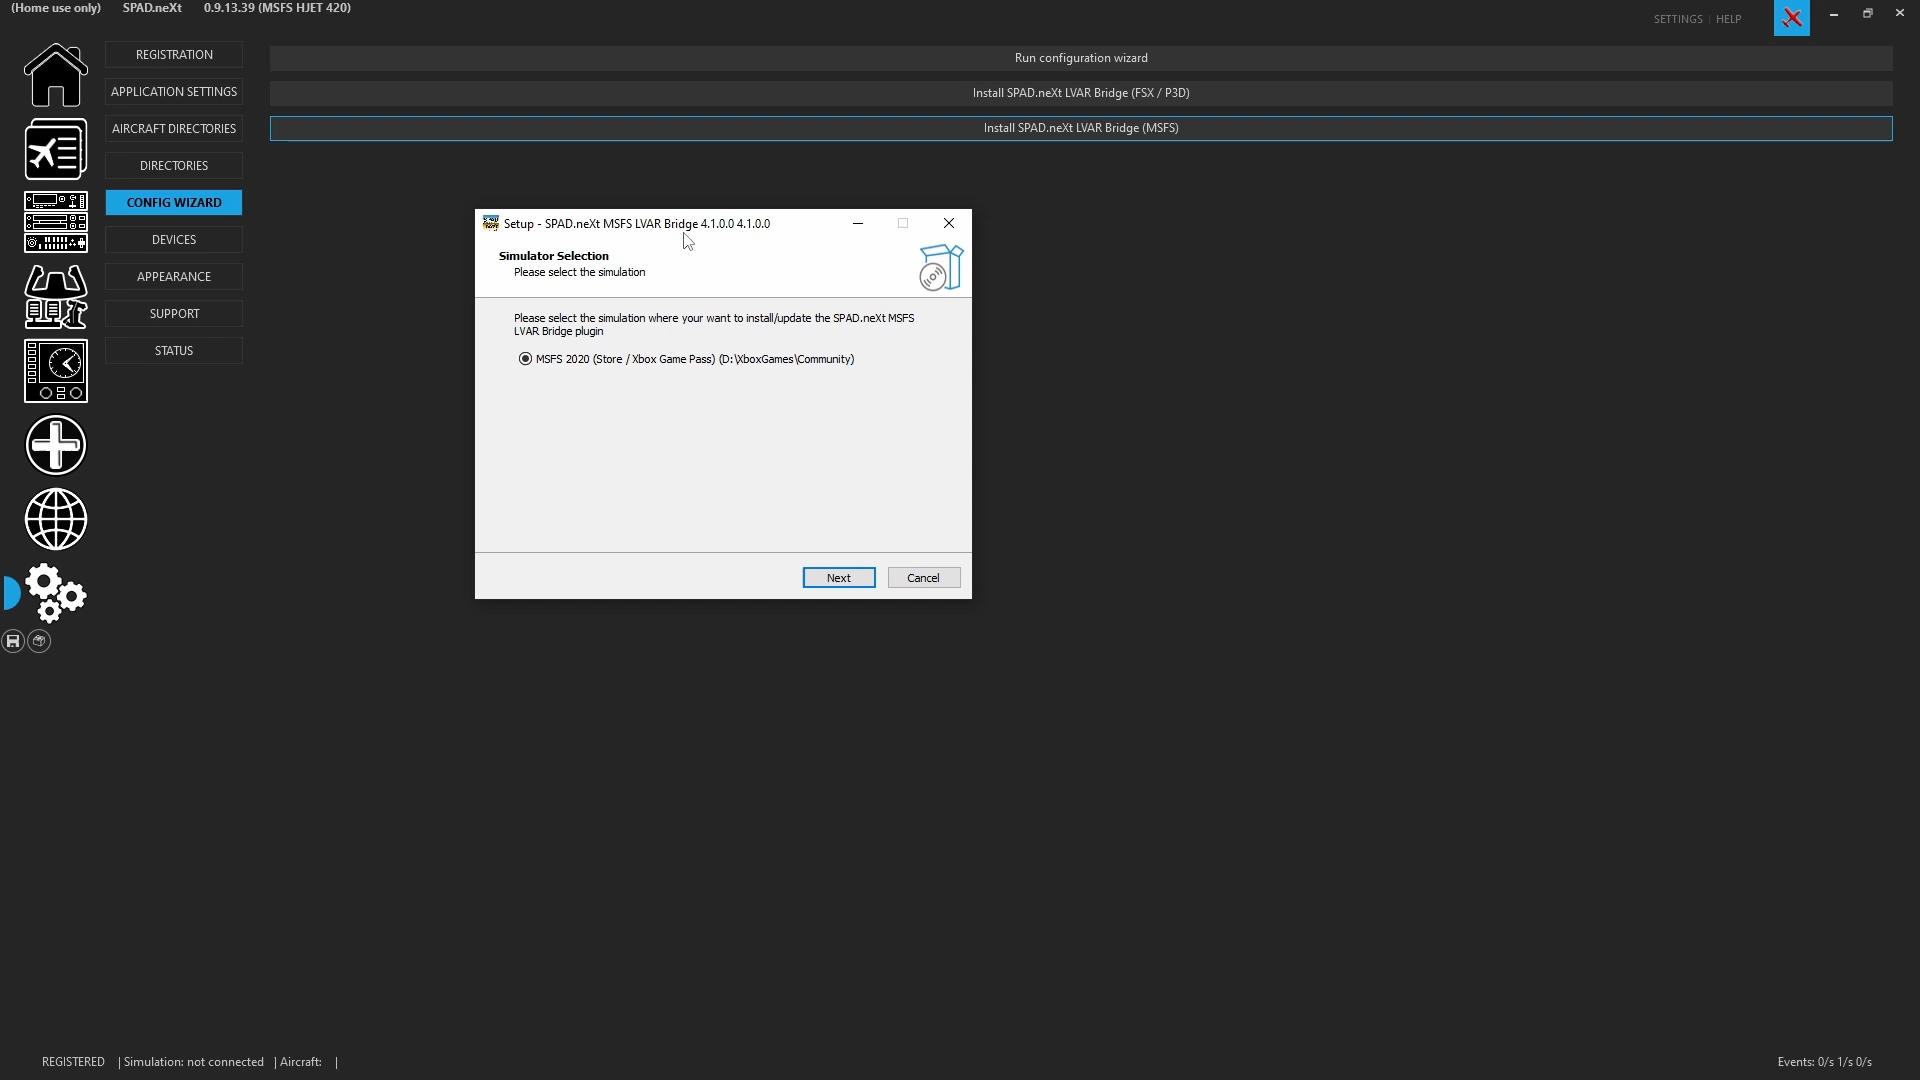 (Home use only) SPAD.neXt 0.9.13.39 (MSFS HJET 420)
SETTINGS | HELP
REGISTRATION
APPLICATION SETTINGS
AIRCRAFT DIRECTORIES
DIRECTORIES
CONFIG WIZARD
DEVICES
APPEARANCE
SUPPORT
STATUS
Run configuration wizard
Install SPAD.neXt LVAR Bridge (FSX / P3D)
Install SPAD.neXt LVAR Bridge (MSFS)
Setup - SPAD.neXt MSFS LVAR Bridge 4.1.0.0 4.1.0.0
Simulator Selection
Please select the simulation
Please select the simulation where your want to install/update the SPAD.neXt MSFS
LVAR Bridge plugin
MSFS 2020 (Store / Xbox Game Pass) (D:\XboxGames\Community)
Next Cancel
REGISTERED | Simulation: not connected | Aircraft: |
Events: 0/s 1/s 0/s